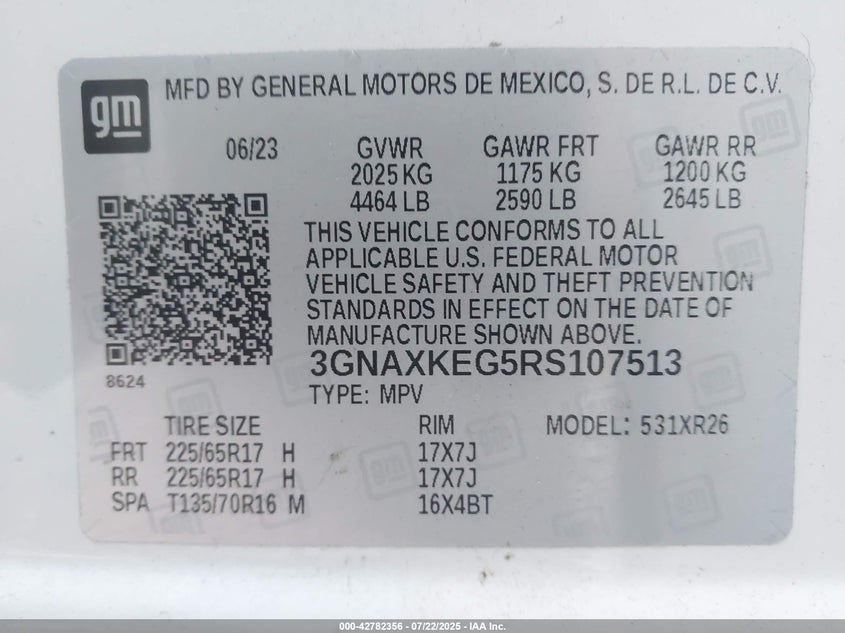 gm
MFD BY GENERAL MOTORS DE MEXICO, S. DE R.L. DE C.V.
06/23 GVWR GAWR FRT GAWR RR
2025 KG 1175 KG 1200 KG
4464 LB 2590 LB 2645 LB
THIS VEHICLE CONFORMS TO ALL
APPLICABLE U.S. FEDERAL MOTOR
VEHICLE SAFETY AND THEFT PREVENTION
STANDARDS IN EFFECT ON THE DATE OF
MANUFACTURE SHOWN ABOVE.
3GNAXKEG5RS107513
8624
TYPE: MPV
TIRE SIZE RIM MODEL: 531XR26
FRT 225/65R17 H 17X7J
RR 225/65R17 H 17X7J
SPA T135/70R16 M 16X4BT
000-42782356 - 07/22/2025 - IAA Inc.